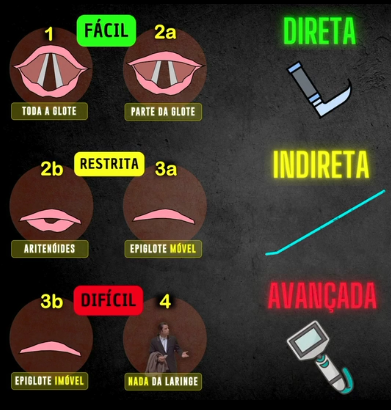 1
FÁCIL
2a
DIRETA
TODA A GLOTE
PARTE DA GLOTE
2b
RESTRITA
3a
INDIRETA
ARITENÓIDES
EPIGLOTE MÓVEL
3b
DIFÍCIL
4
AVANÇADA
EPIGLOTE IMÓVEL
NADA DA LARINGE